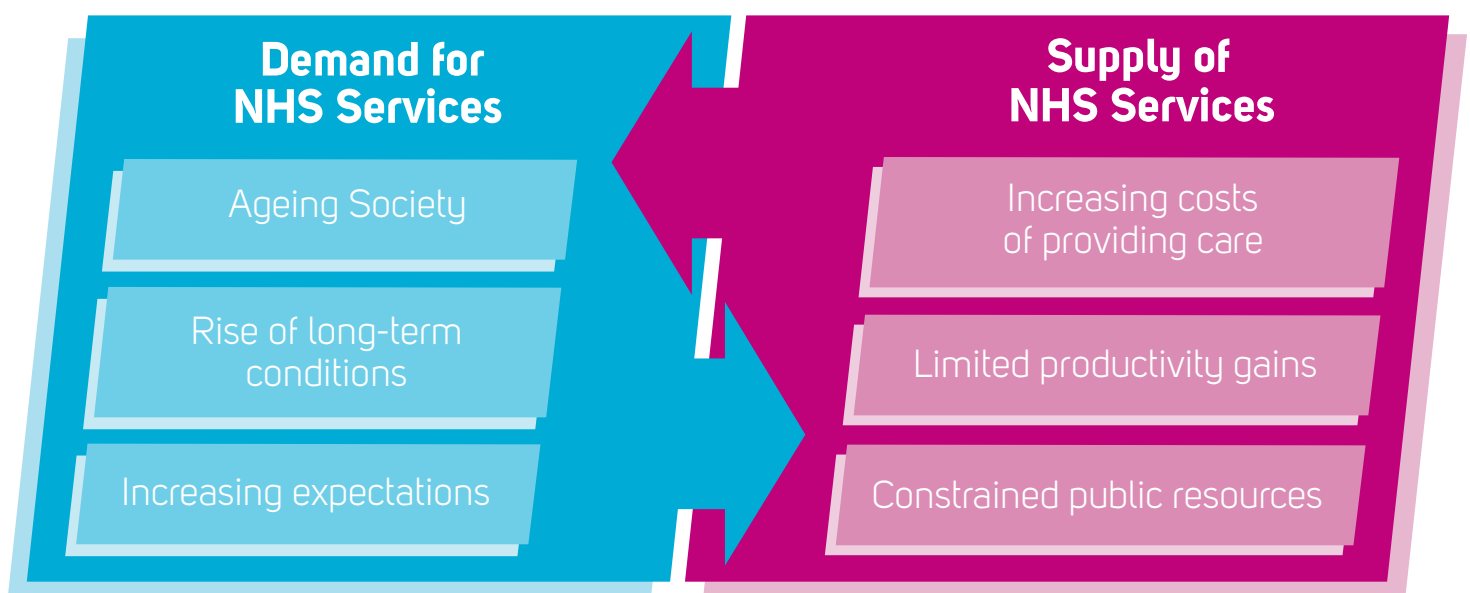 Demand for
NHS Services
Ageing Society
Rise of long-term
conditions
Increasing expectations
Supply of
NHS Services
Increasing costs
of providing care
Limited productivity gains
Constrained public resources